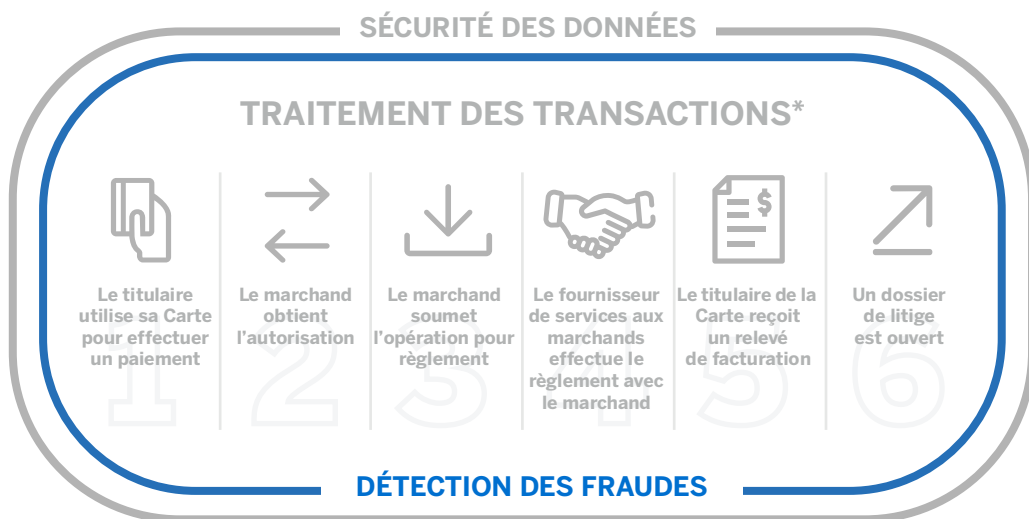 SÉCURITÉ DES DONNÉES
TRAITEMENT DES TRANSACTIONS*
$
Le titulaire
utilise sa Carte
pour effectuer
un paiement
1
Le marchand
obtient
l'autorisation
2
Le marchand
soumet
l'opération pour
règlement
3
Le fournisseur
de services aux
marchands
effectue le
règlement avec
le marchand
4
Le titulaire de la
Carte reçoit
un relevé
de facturation
5
Un dossier
de litige
est ouvert
6
DÉTECTION DES FRAUDES